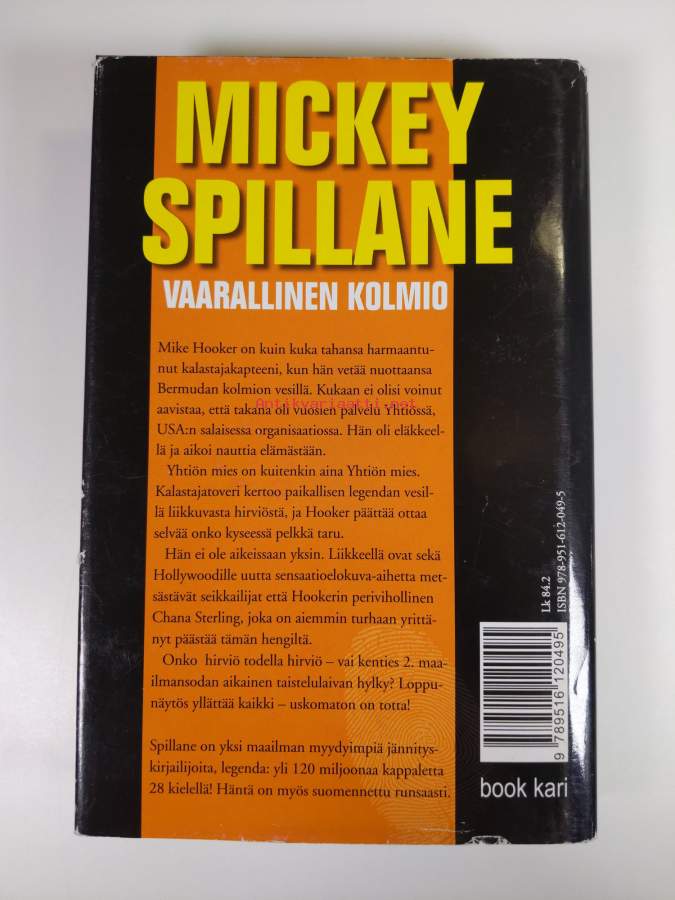 MICKEY
SPILLANE
VAARALLINEN KOLMIO
Mike Hooker on kuin kuka tahansa harmaantu-
nut kalastajakapteeni, kun hän vetää nuottaansa
Bermudan kolmion vesillä. Kukaan ei olisi voinut
aavistaa, että takana oli vuosien palvelu Yhtiössä,
USA:n salaisessa organisaatiossa. Hän oli eläkkeel-
lä ja aikoi nauttia elämästään.
Yhtiön mies on kuitenkin aina Yhtiön mies.
Kalastajatoveri kertoo paikallisen legendan vesil-
lä liikkuvasta hirviöstä, ja Hooker päättää ottaa
selvää onko kyseessä pelkkä taru.
Hän ei ole aikeissaan yksin. Liikkeellä ovat sekä
Hollywoodille uutta sensaatioelokuva-aihetta met-
sästävät seikkailijat että Hookerin perivihollinen
Chana Sterling, joka on aiemmin turhaan yrittä-
nyt päästää tämän hengiltä.
Onko hirviö todella hirviö – vai kenties 2. maa-
ilmansodan aikainen taistelulaivan hylky? Loppu-
näytös yllättää kaikki – uskomaton on totta!
Spillane on yksi maailman myydyimpiä jännitys-
kirjailijoita, legenda: yli 120 miljoonaa kappaletta
28 kielellä! Häntä on myös suomennettu runsaasti.
Antikvariaatti.net
Lk 84.2
ISBN 978-951-612-049-5
9 789516 120495
book kari